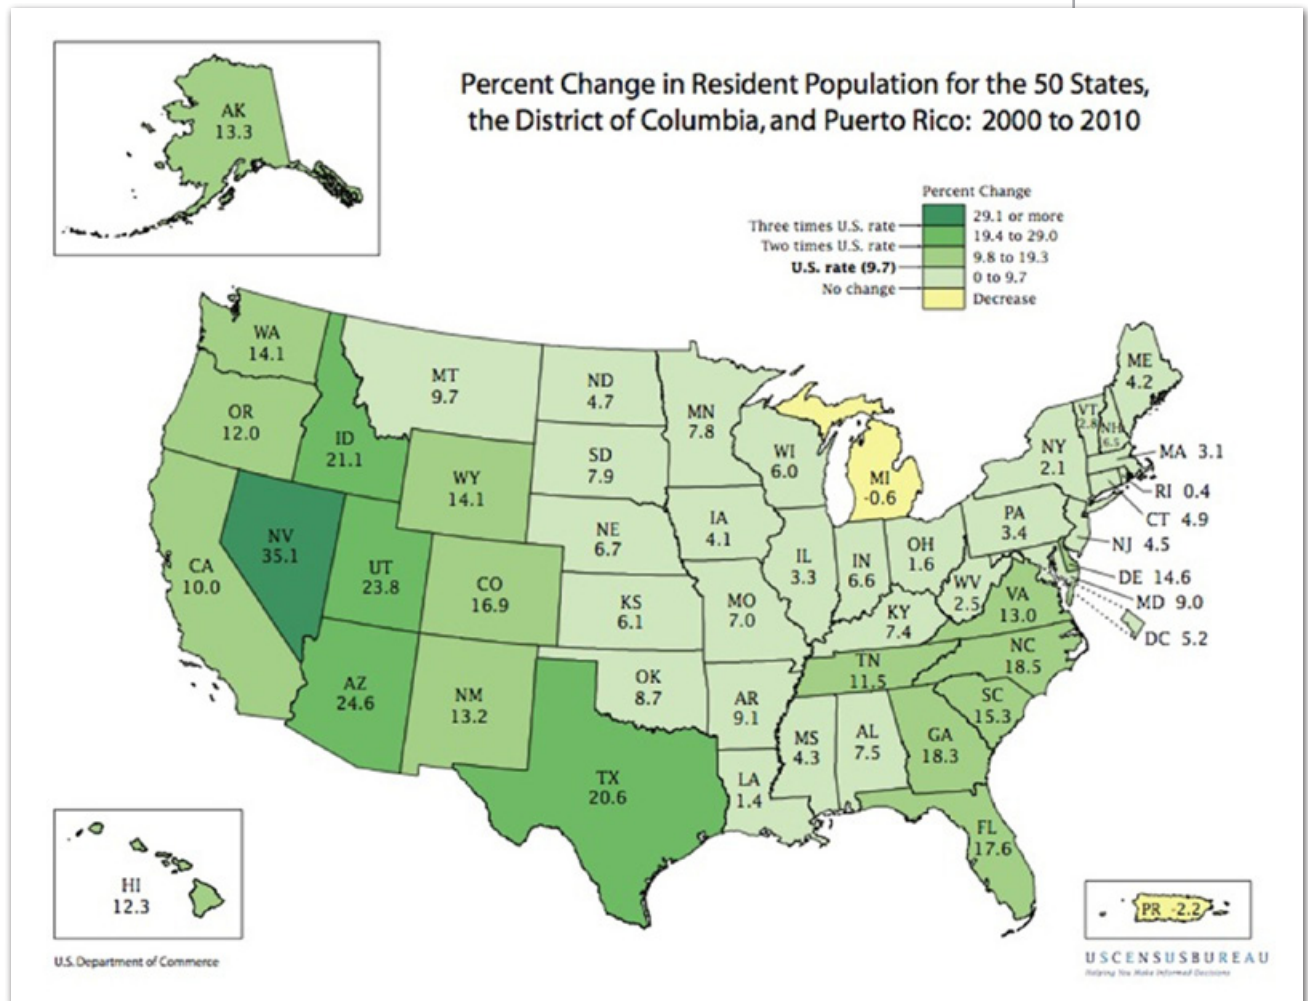 Percent Change in Resident Population for the 50 States,
the District of Columbia, and Puerto Rico: 2000 to 2010
AK
13.3
Percent Change
29.1 or more
Three times U.S. rate
19.4 to 29.0
Two times U.S. rate
9.8 to 19.3
U.S. rate (9.7)
0 to 9.7
No change
Decrease
WA
14.1
MT
9.7
ND
4.7
MN
7.8
ME
4.2
OR
12.0
ID
21.1
SD
7.9
WI
6.0
MI
-0.6
VT
2.8
NH
6.5
NY
2.1
MA 3.1
RI 0.4
CT 4.9
NJ 4.5
DE 14.6
MD 9.0
DC 5.2
WY
14.1
NE
6.7
IA
4.1
PA
3.4
NV
35.1
CA
10.0
UT
23.8
CO
16.9
KS
6.1
MO
7.0
IL
3.3
IN
6.6
OH
1.6
WV
2.5
KY
7.4
VA
13.0
AZ
24.6
NM
13.2
OK
8.7
AR
9.1
TN
11.5
NC
18.5
SC
15.3
TX
20.6
LA
1.4
MS
4.3
AL
7.5
GA
18.3
FL
17.6
HI
12.3
PR -2.2
U.S. Department of Commerce
USCENSUSBUREAU
Helping You Make Informed Decisions